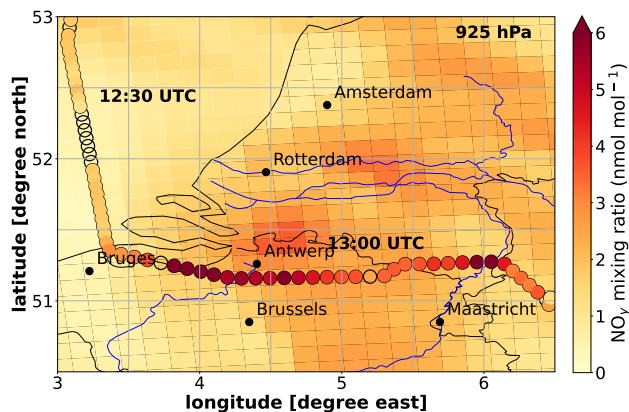 53
925 hPa
6
12:30 UTC
Amsterdam
5
52
Rotterdam
4
3
13:00 UTC
Bruges
Antwerp
2
51
Brussels
Maastricht
1
0
3
4
5
6
longitude [degree east]
latitude [degree north]
NOy mixing ratio (nmol mol⁻¹)